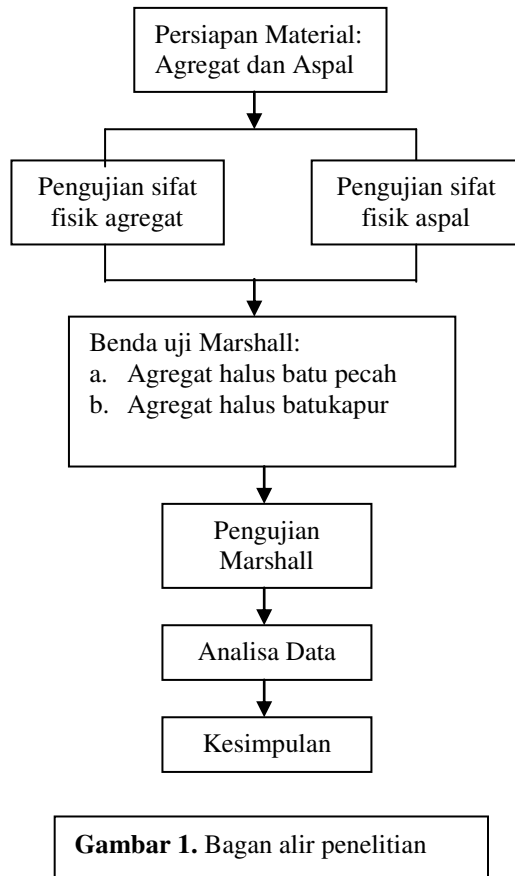 Persiapan Material:
Agregat dan Aspal
Pengujian sifat
fisik agregat
Pengujian sifat
fisik aspal
Benda uji Marshall:
a. Agregat halus batu pecah
b. Agregat halus batukapur
Pengujian
Marshall
Analisa Data
Kesimpulan
Gambar 1. Bagan alir penelitian